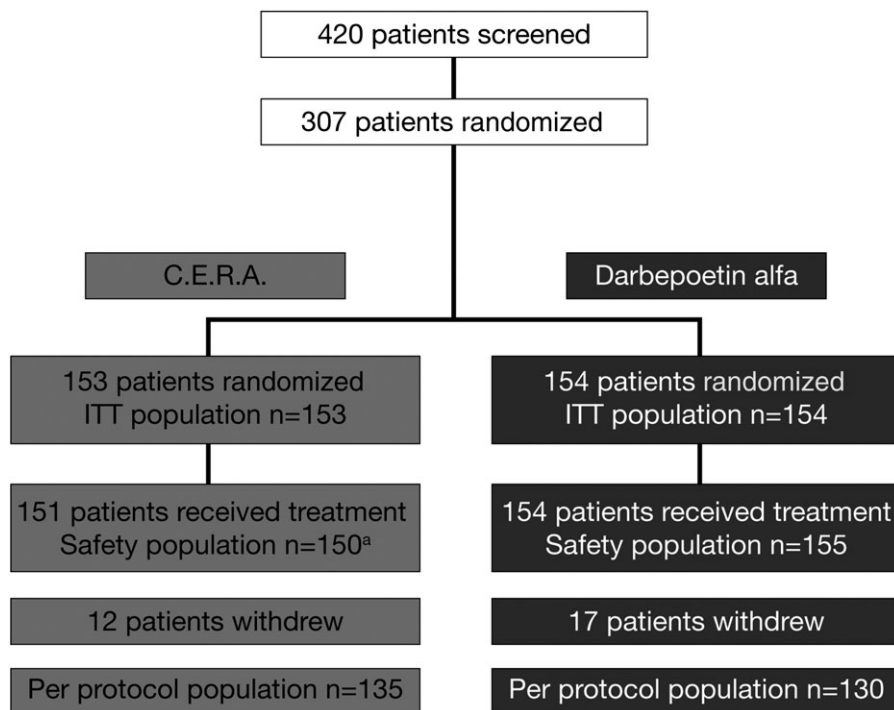 420 patients screened
307 patients randomized
C.E.R.A.
Darbepoetin alfa
153 patients randomized
ITT population n=153
154 patients randomized
ITT population n=154
151 patients received treatment
Safety population n=150ᵃ
154 patients received treatment
Safety population n=155
12 patients withdrew
17 patients withdrew
Per protocol population n=135
Per protocol population n=130